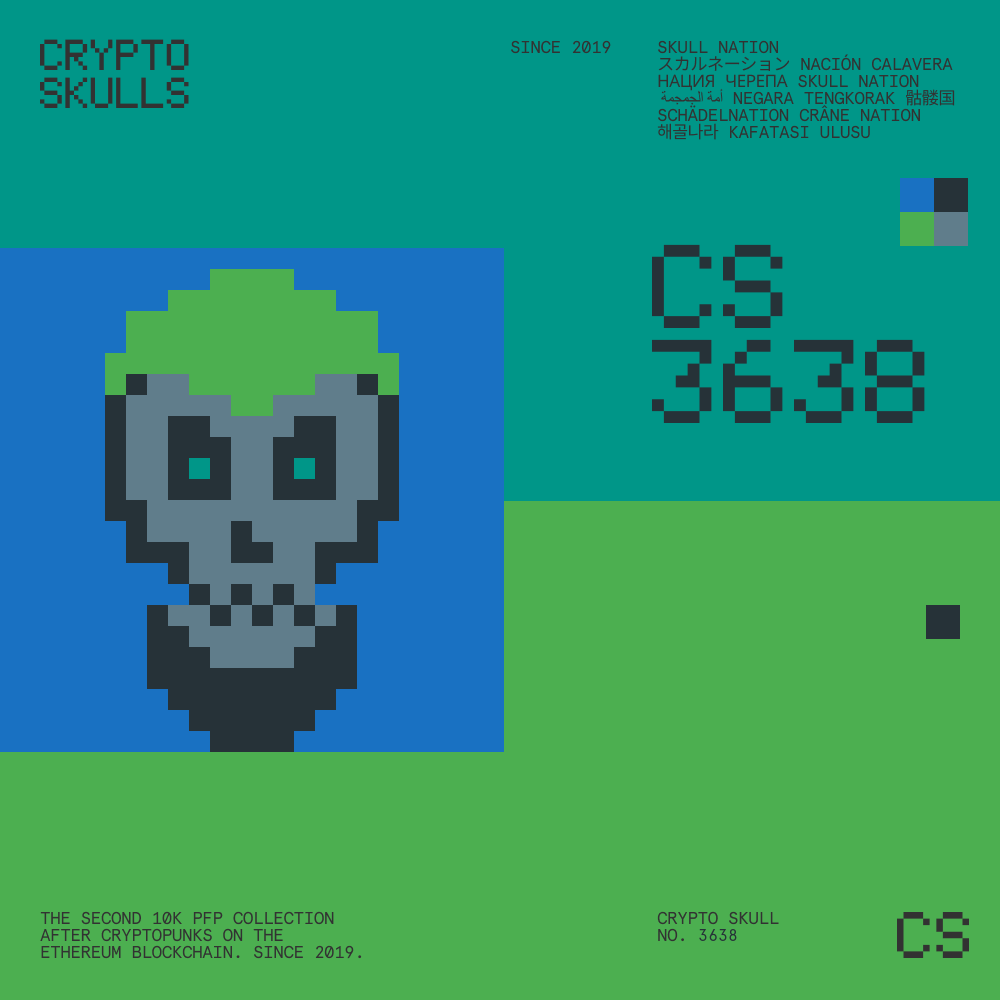 CRYPTO
SKULLS
SINCE 2019
SKULL NATION
スカルネーション NACIÓN CALAVERA
НАЦИЯ ЧЕРЕПА SKULL NATION
أمة الجمجمة NEGARA TENGKORAK 骷髅国
SCHÄDELNATION CRÂNE NATION
해골나라 KAFATASI ULUSU
CS
3638
THE SECOND 10K PFP COLLECTION
AFTER CRYPTOPUNKS ON THE
ETHEREUM BLOCKCHAIN. SINCE 2019.
CRYPTO SKULL
NO. 3638
CS